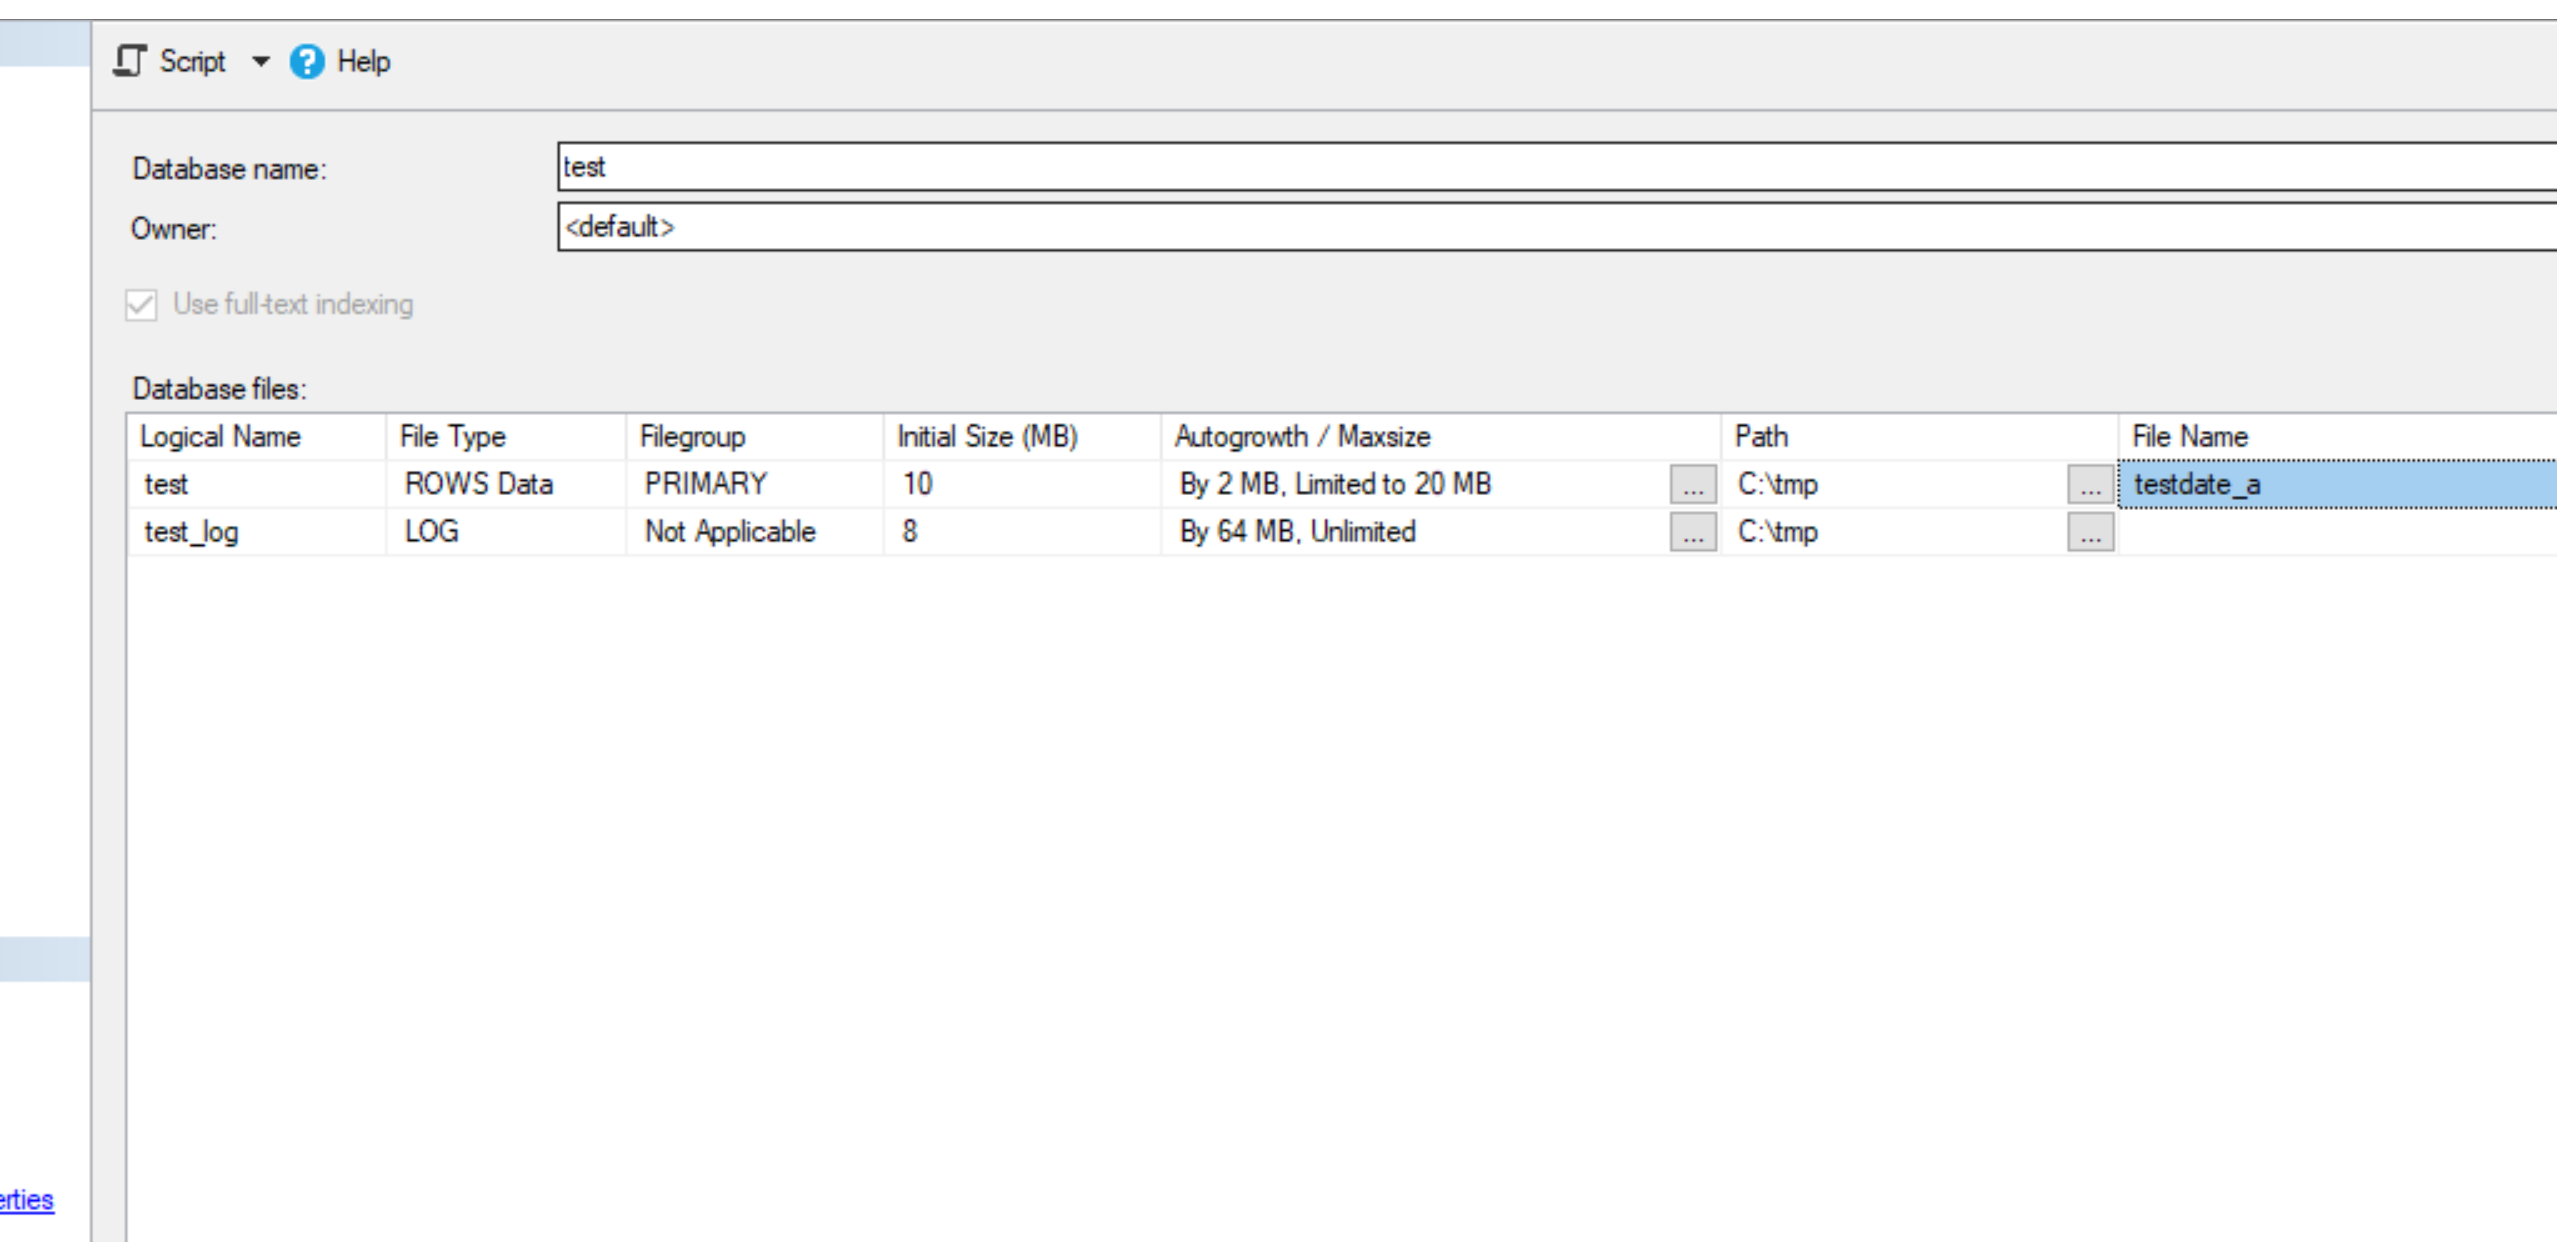 Script Help
Database name: test
Owner: <default>
Use full-text indexing
Database files:
Logical Name File Type Filegroup Initial Size (MB) Autogrowth / Maxsize Path File Name
test ROWS Data PRIMARY 10 By 2 MB, Limited to 20 MB ... C:\tmp ... testdate_a
test_log LOG Not Applicable 8 By 64 MB, Unlimited ... C:\tmp ...
erties